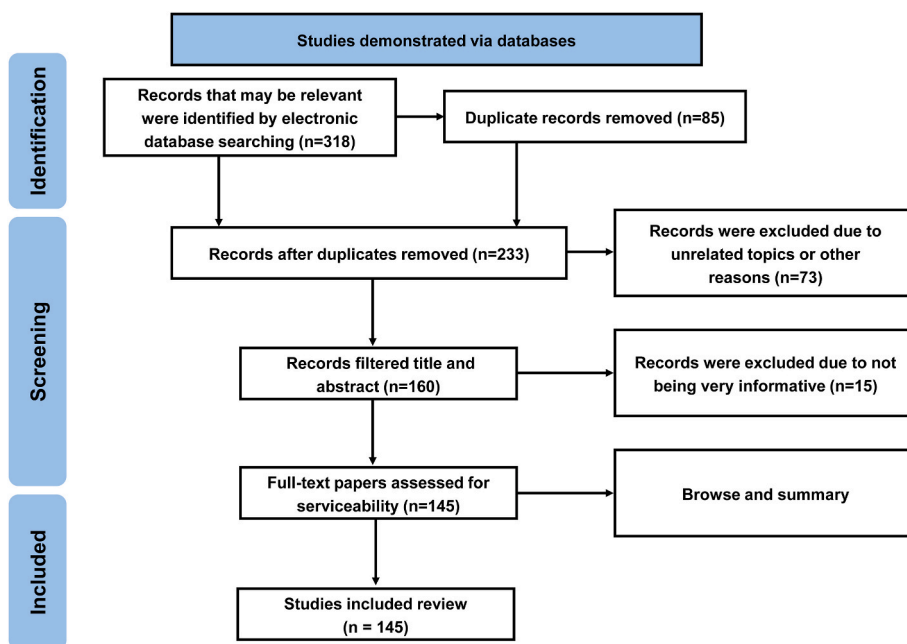 Studies demonstrated via databases
Identification
Records that may be relevant
were identified by electronic
database searching (n=318)
Duplicate records removed (n=85)
Screening
Records after duplicates removed (n=233)
Records were excluded due to
unrelated topics or other
reasons (n=73)
Records filtered title and
abstract (n=160)
Records were excluded due to not
being very informative (n=15)
Full-text papers assessed for
serviceability (n=145)
Browse and summary
Included
Studies included review
(n = 145)